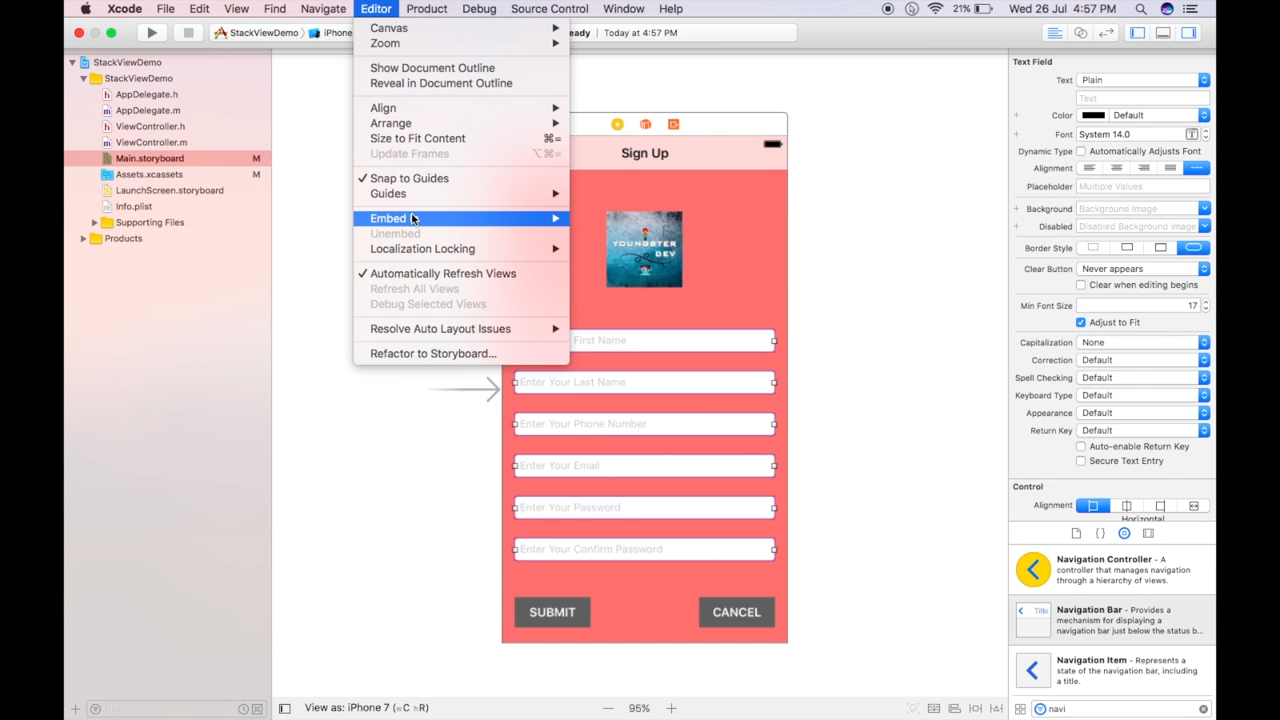 Xcode File Edit View Find Navigate Editor Product Debug Source Control Window Help 21% Wed 26 Jul 4:57 PM
StackViewDemo iPhone Today at 4:57 PM
StackViewDemo
StackViewDemo
AppDelegate.h
AppDelegate.m
ViewController.h
ViewController.m
Main.storyboard M
Assets.xcassets M
LaunchScreen.storyboard
Info.plist
Supporting Files
Products
Canvas
Zoom
Show Document Outline
Reveal in Document Outline
Align
Arrange
Size to Fit Content ⌘=
Update Frames ⌥⌘=
Snap to Guides
Guides
Embed
Unembed
Localization Locking
Automatically Refresh Views
Refresh All Views
Debug Selected Views
Resolve Auto Layout Issues
Refactor to Storyboard...
Sign Up
YOUNGSTER
DEV
First Name
Enter Your Last Name
Enter Your Phone Number
Enter Your Email
Enter Your Password
Enter Your Confirm Password
SUBMIT CANCEL
View as: iPhone 7 (wC hR) 95%
Text Field
Text Plain
Text
Color Default
Font System 14.0
Dynamic Type Automatically Adjusts Font
Alignment
Placeholder Multiple Values
Background Background Image
Disabled Disabled Background Image
Border Style
Clear Button Never appears
Clear when editing begins
Min Font Size 17
Adjust to Fit
Capitalization None
Correction Default
Spell Checking Default
Keyboard Type Default
Appearance Default
Return Key Default
Auto-enable Return Key
Secure Text Entry
Control
Alignment
Horizontal
Navigation Controller - A
controller that manages navigation
through a hierarchy of views.
Title
Navigation Bar - Provides a
mechanism for displaying a
navigation bar just below the status b...
Navigation Item - Represents a
state of the navigation bar, including
a title.
navi